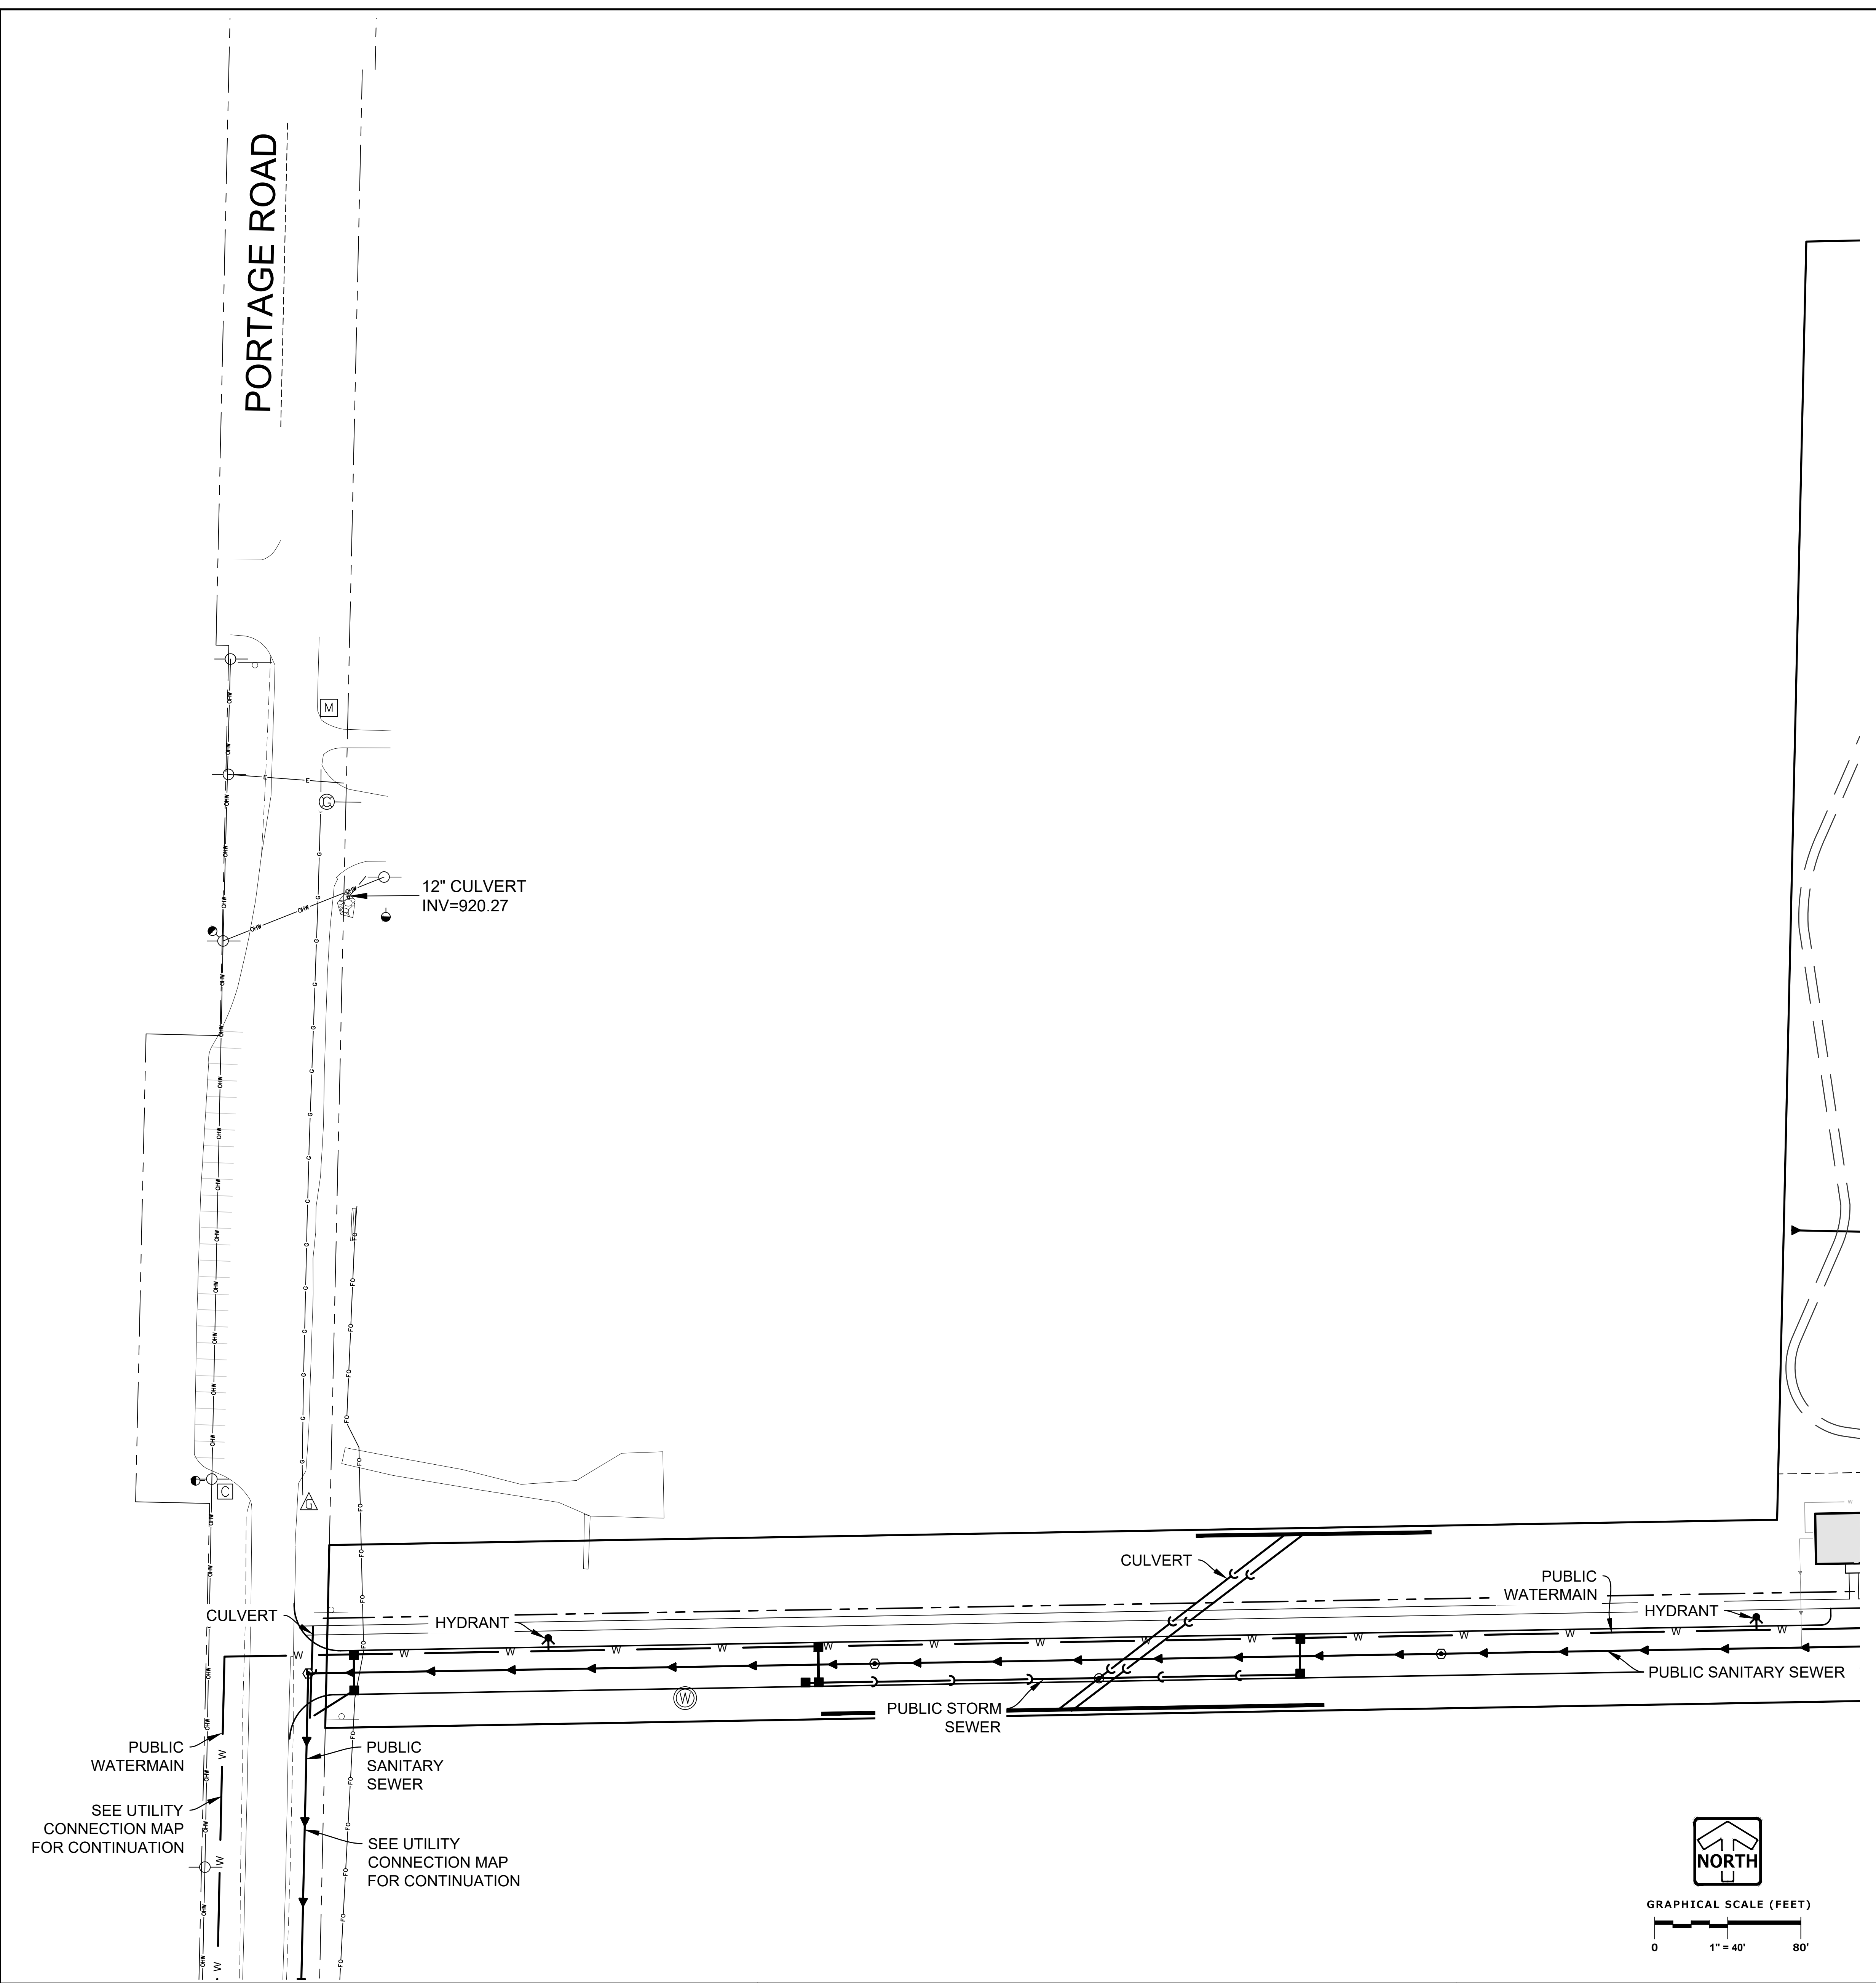 PORTAGE ROAD
M
E
E
G
12" CULVERT
INV=920.27
C
G
CULVERT
PUBLIC
WATERMAIN
CULVERT
HYDRANT
HYDRANT
PUBLIC SANITARY SEWER
W
PUBLIC STORM
SEWER
PUBLIC
WATERMAIN
PUBLIC
SANITARY
SEWER
SEE UTILITY
CONNECTION MAP
FOR CONTINUATION
SEE UTILITY
CONNECTION MAP
FOR CONTINUATION
NORTH
GRAPHICAL SCALE (FEET)
0 1" = 40' 80'